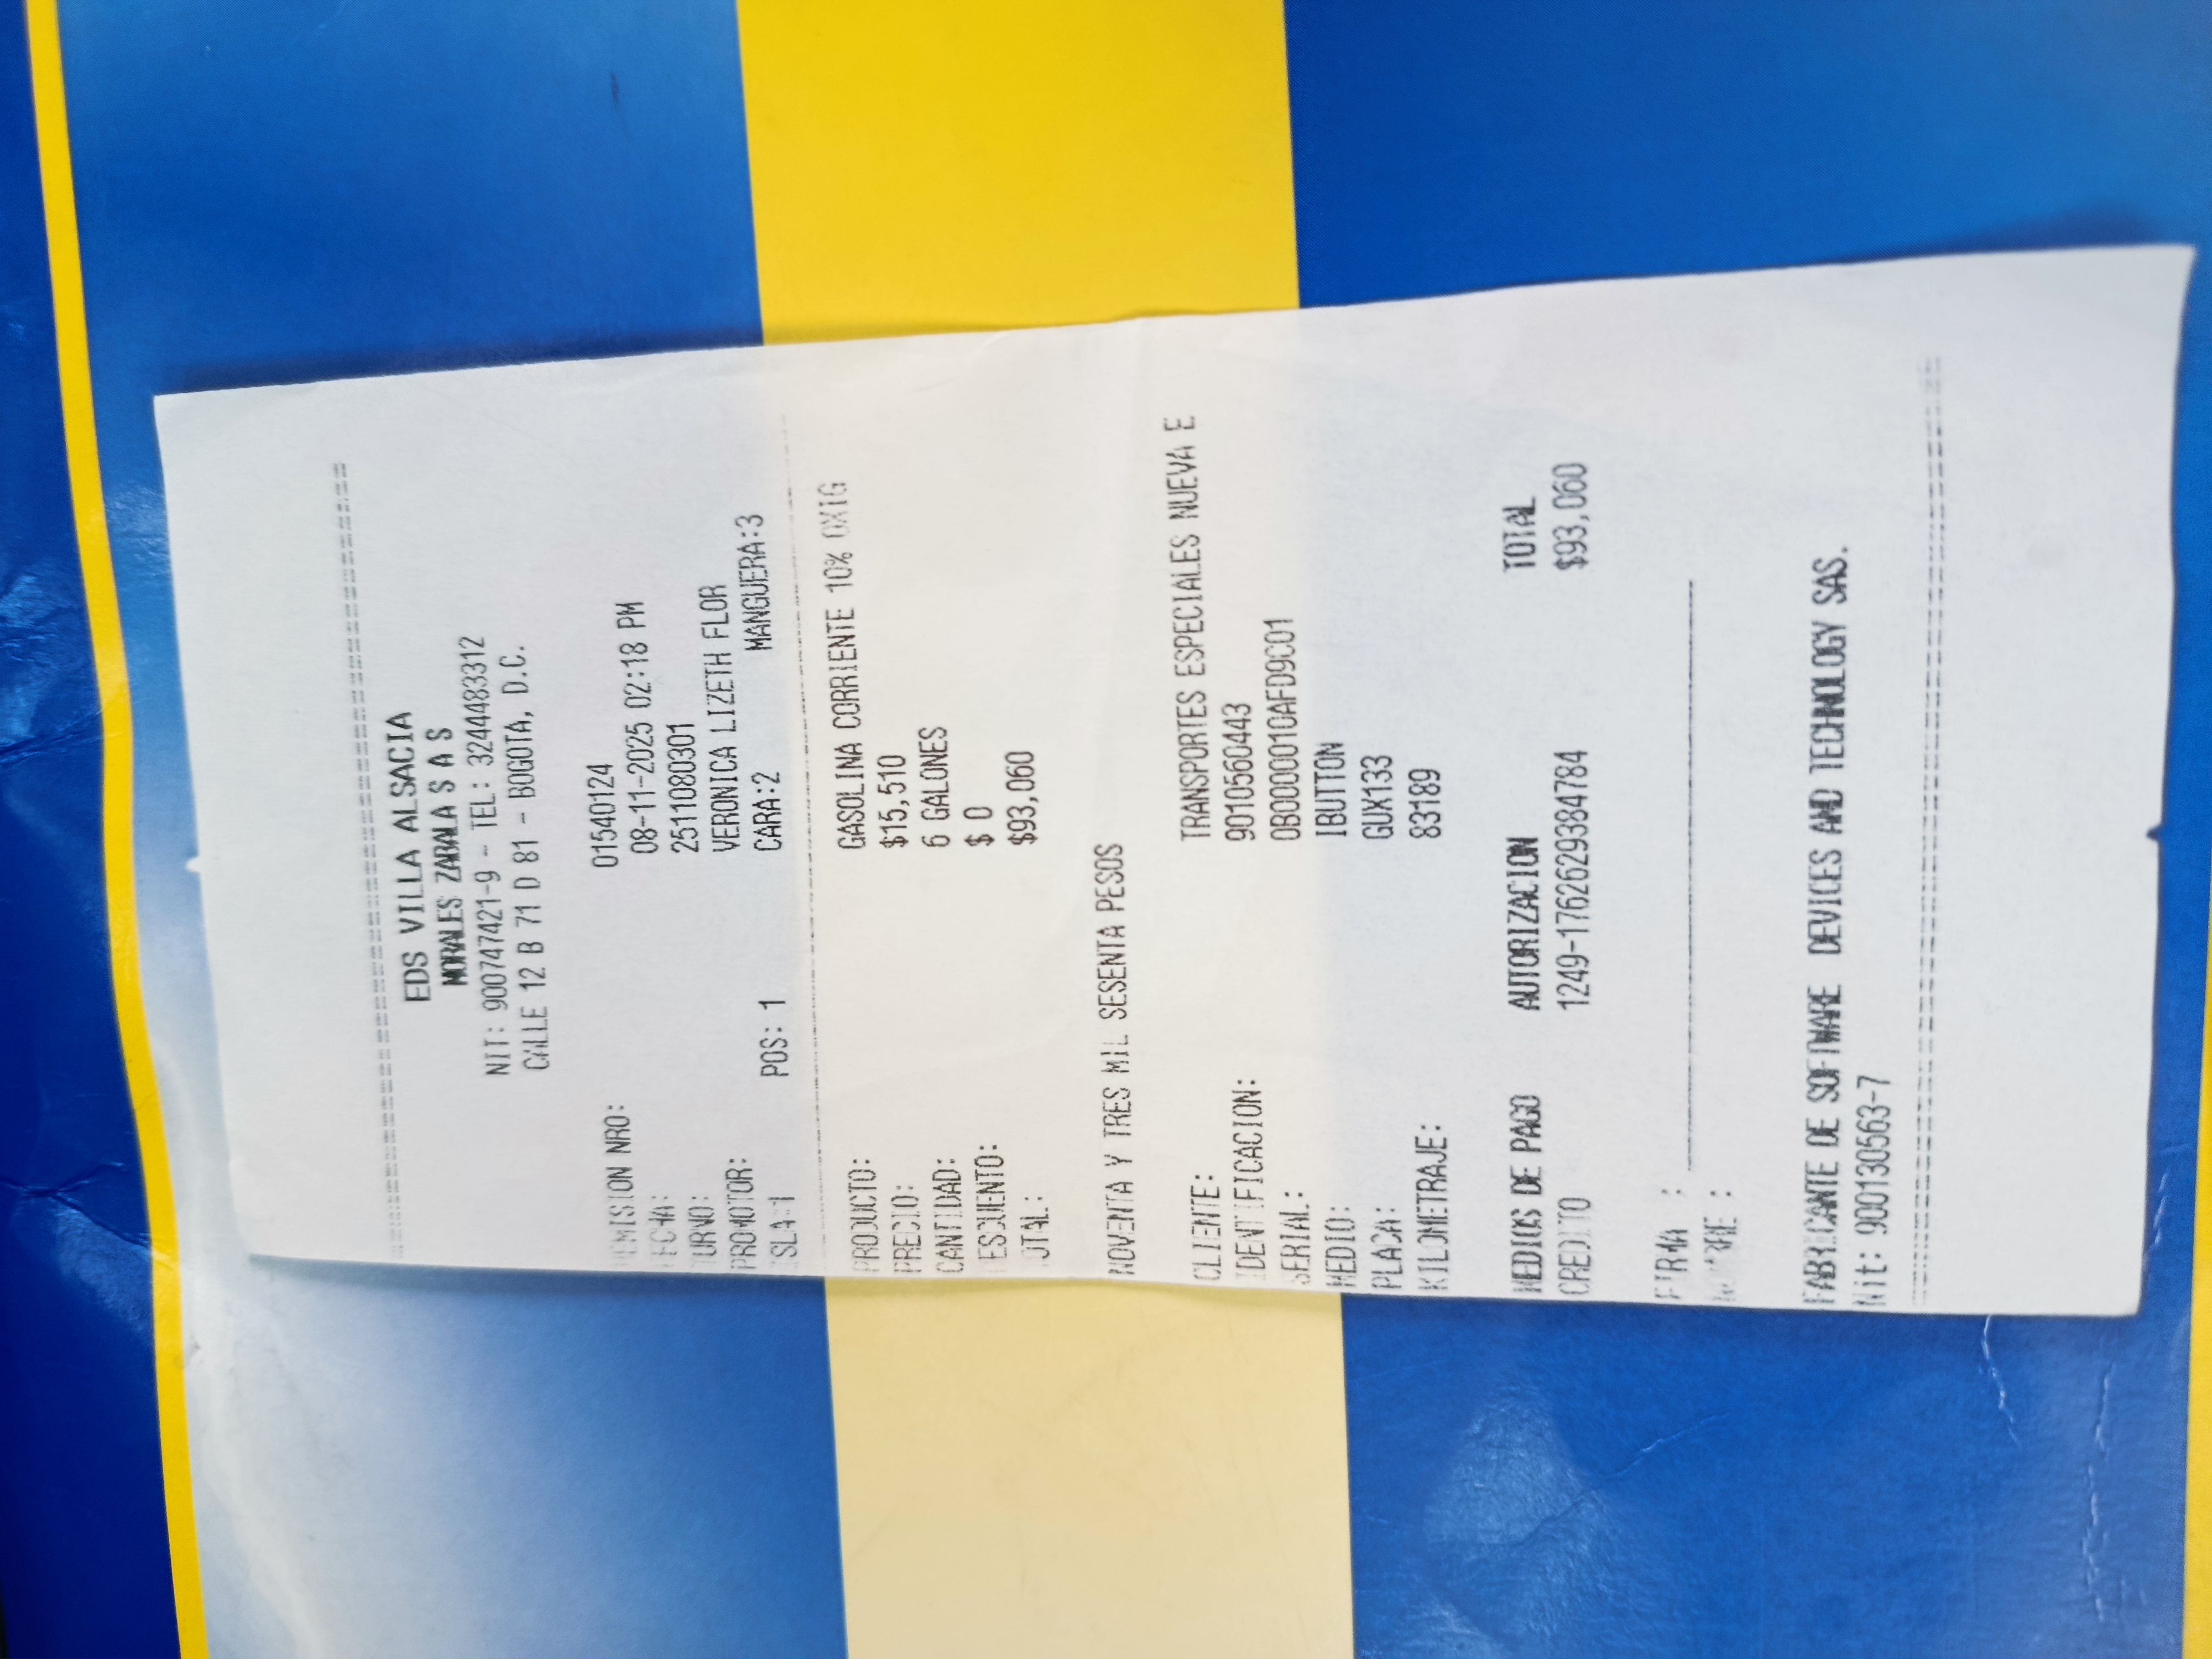 EDS VILLA ALSACIA
MORALES ZABALA S A S
NIT: 900747421-9 - TEL: 3244483312
CALLE 12 B 71 D 81 - BOGOTA, D.C.
REMISION NRO: 01540124
FECHA: 08-11-2025 02:18 PM
TURNO: 2511080301
PROMOTOR: VERONICA LIZETH FLOR
ISLA:1 POS: 1 CARA:2 MANGUERA:3
PRODUCTO: GASOLINA CORRIENTE 10% OXIG
PRECIO: $15,510
CANTIDAD: 6 GALONES
DESCUENTO: $ 0
TOTAL: $93,060
NOVENTA Y TRES MIL SESENTA PESOS
CLIENTE: TRANSPORTES ESPECIALES NUEVA E
IDENTIFICACION: 9010560443
SERIAL: 0B0000010AFD9C01
MEDIO: IBUTTON
PLACA: GUX133
KILOMETRAJE: 83189
MEDIOS DE PAGO AUTORIZACION TOTAL
CREDITO 1249-1762629384784 $93,060
FIRMA :
NOMBRE :
FABRICANTE DE SOFTWARE DEVICES AND TECHNOLOGY SAS.
Nit: 900130563-7